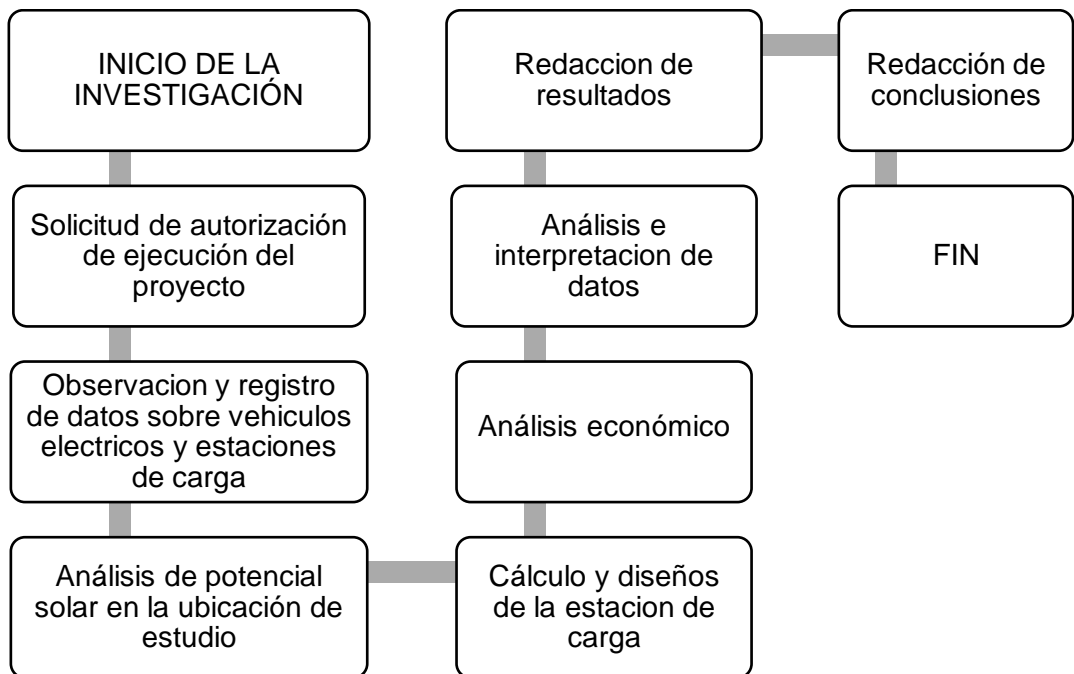 INICIO DE LA
INVESTIGACIÓN
Solicitud de autorización
de ejecución del
proyecto
Observacion y registro
de datos sobre vehiculos
electricos y estaciones
de carga
Análisis de potencial
solar en la ubicación de
estudio
Cálculo y diseños
de la estacion de
carga
Análisis económico
Análisis e
interpretacion de
datos
Redaccion de
resultados
Redacción de
conclusiones
FIN